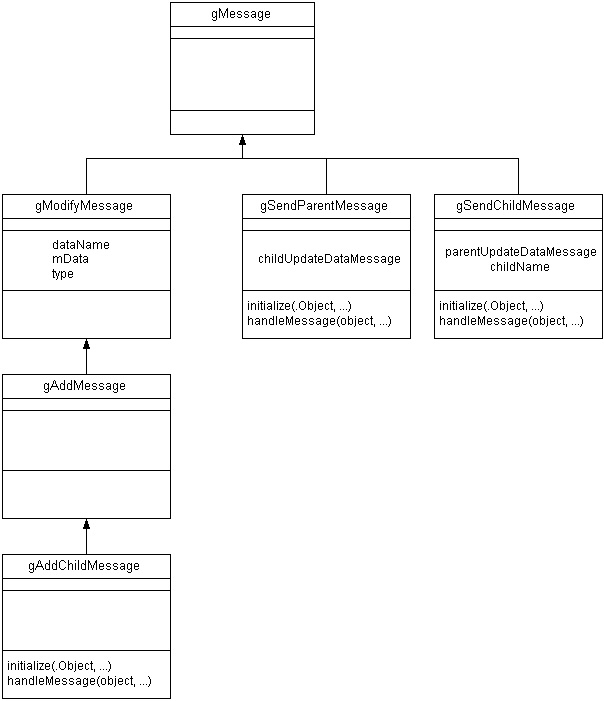 gMessage
gModifyMessage
dataName
mData
type
gSendParentMessage
childUpdateDataMessage
initialize(.Object, ...)
handleMessage(object, ...)
gSendChildMessage
parentUpdateDataMessage
childName
initialize(.Object, ...)
handleMessage(object, ...)
gAddMessage
gAddChildMessage
initialize(.Object, ...)
handleMessage(object, ...)